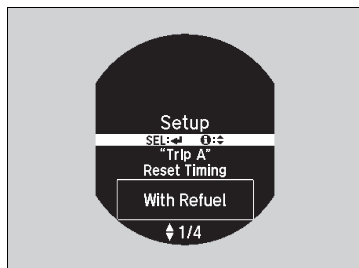 Setup
SEL:↵ ⓘ:⬍
“Trip A”
Reset Timing
With Refuel
⬍ 1/4